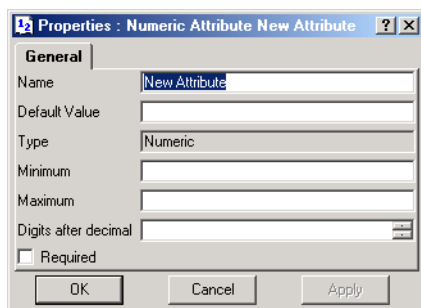 Properties : Numeric Attribute New Attribute
General
Name New Attribute
Default Value
Type Numeric
Minimum
Maximum
Digits after decimal
Required
OK Cancel Apply